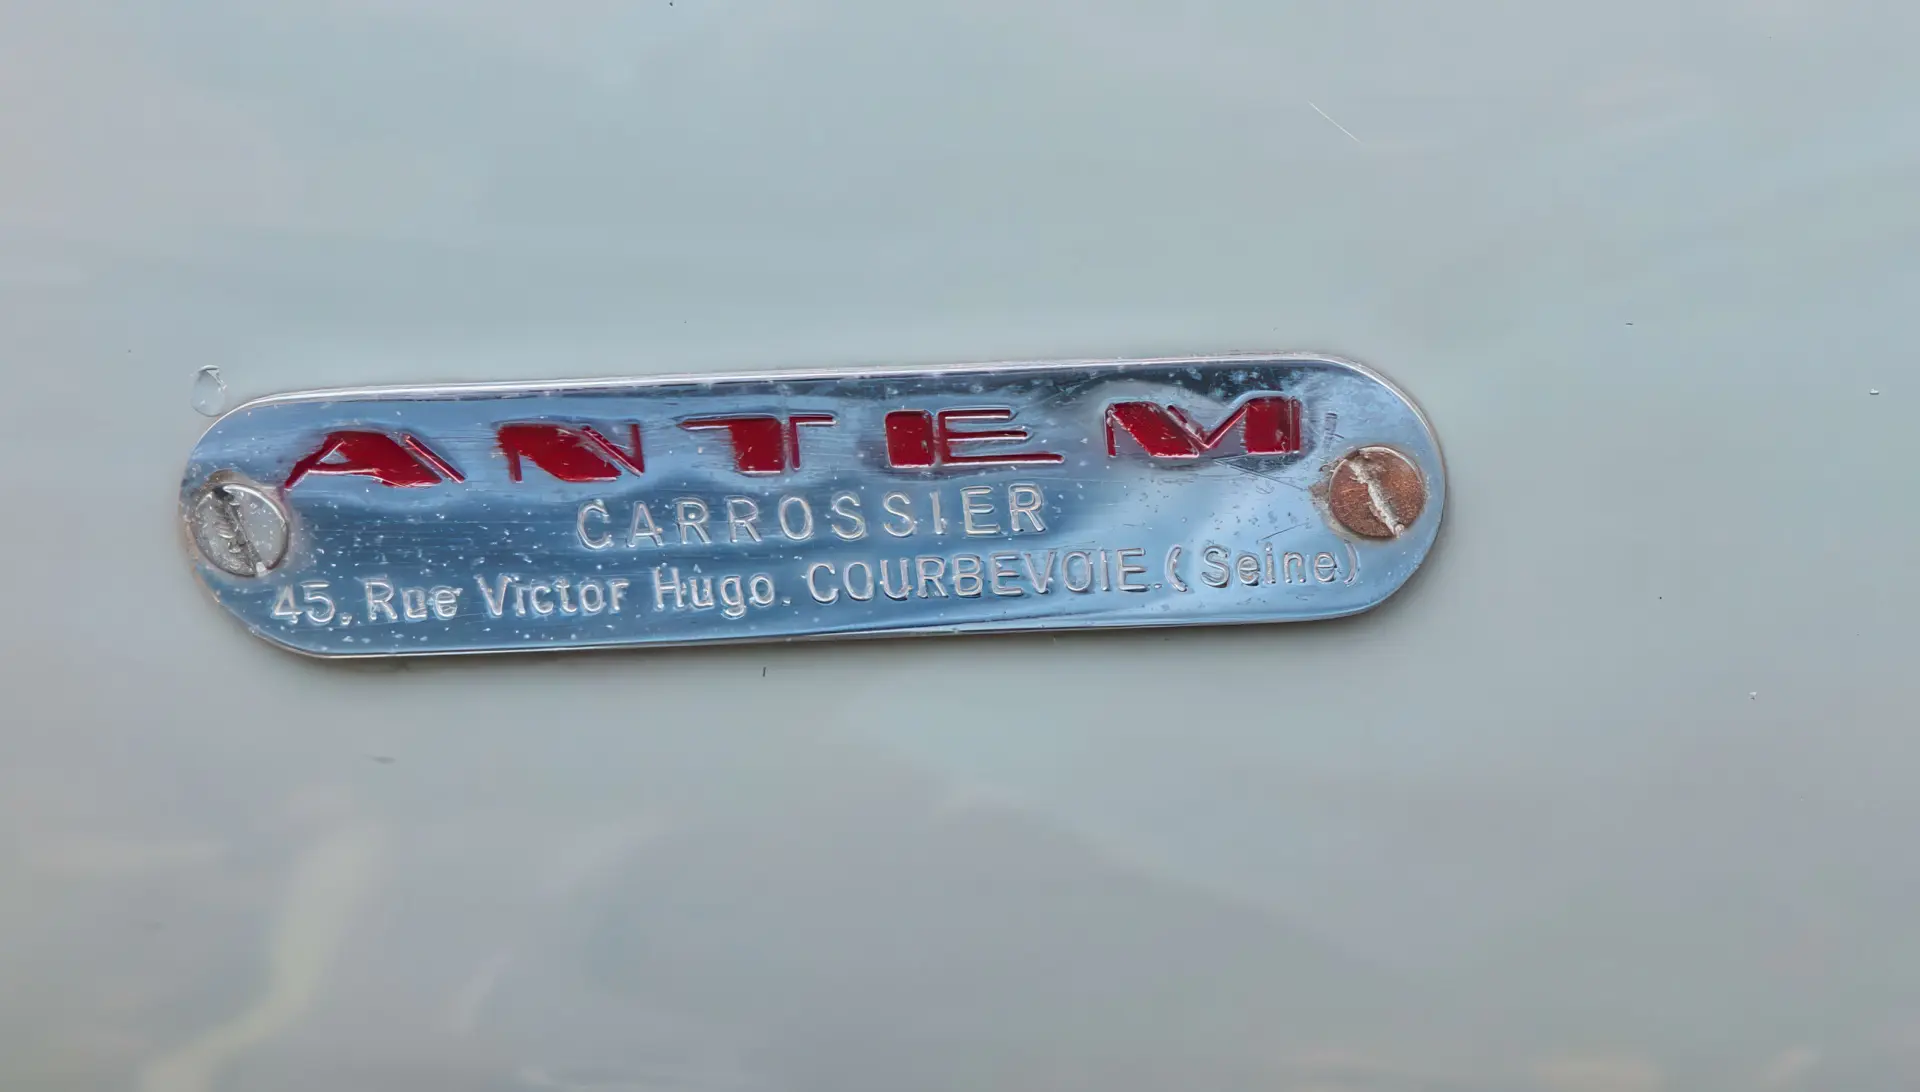 ANTEM
CARROSSIER
45, Rue Victor Hugo. COURBEVOIE.(Seine)